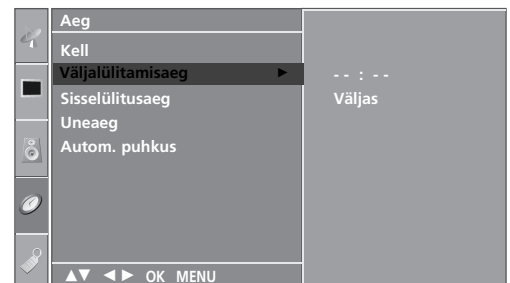 Aeg
Kell
Väljalülitamisaeg ►
- - : - -
Sisselülitusaeg
Väljas
Uneaeg
Autom. puhkus
▲▼ ◄► OK MENU